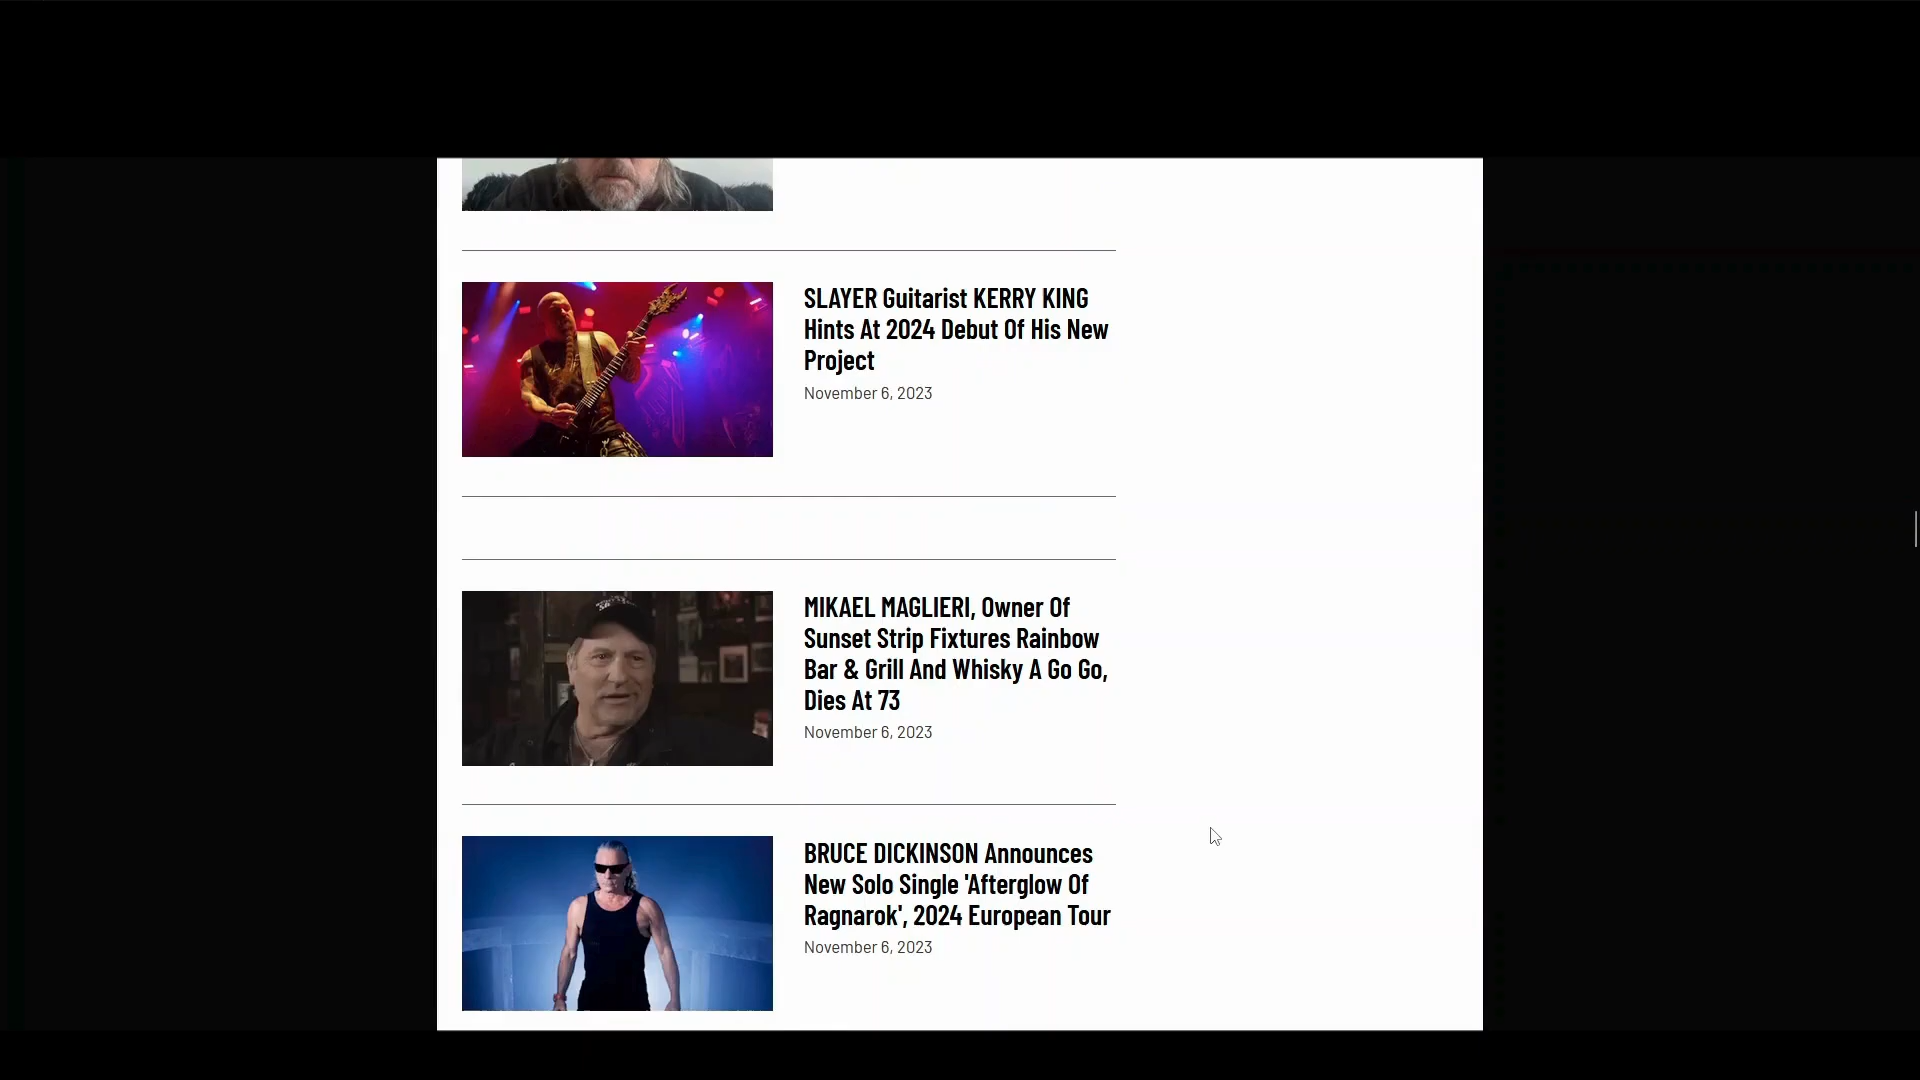 SLAYER Guitarist KERRY KING
Hints At 2024 Debut Of His New
Project
November 6, 2023
MIKAEL MAGLIERI, Owner Of
Sunset Strip Fixtures Rainbow
Bar & Grill And Whisky A Go Go,
Dies At 73
November 6, 2023
BRUCE DICKINSON Announces
New Solo Single 'Afterglow Of
Ragnarok', 2024 European Tour
November 6, 2023